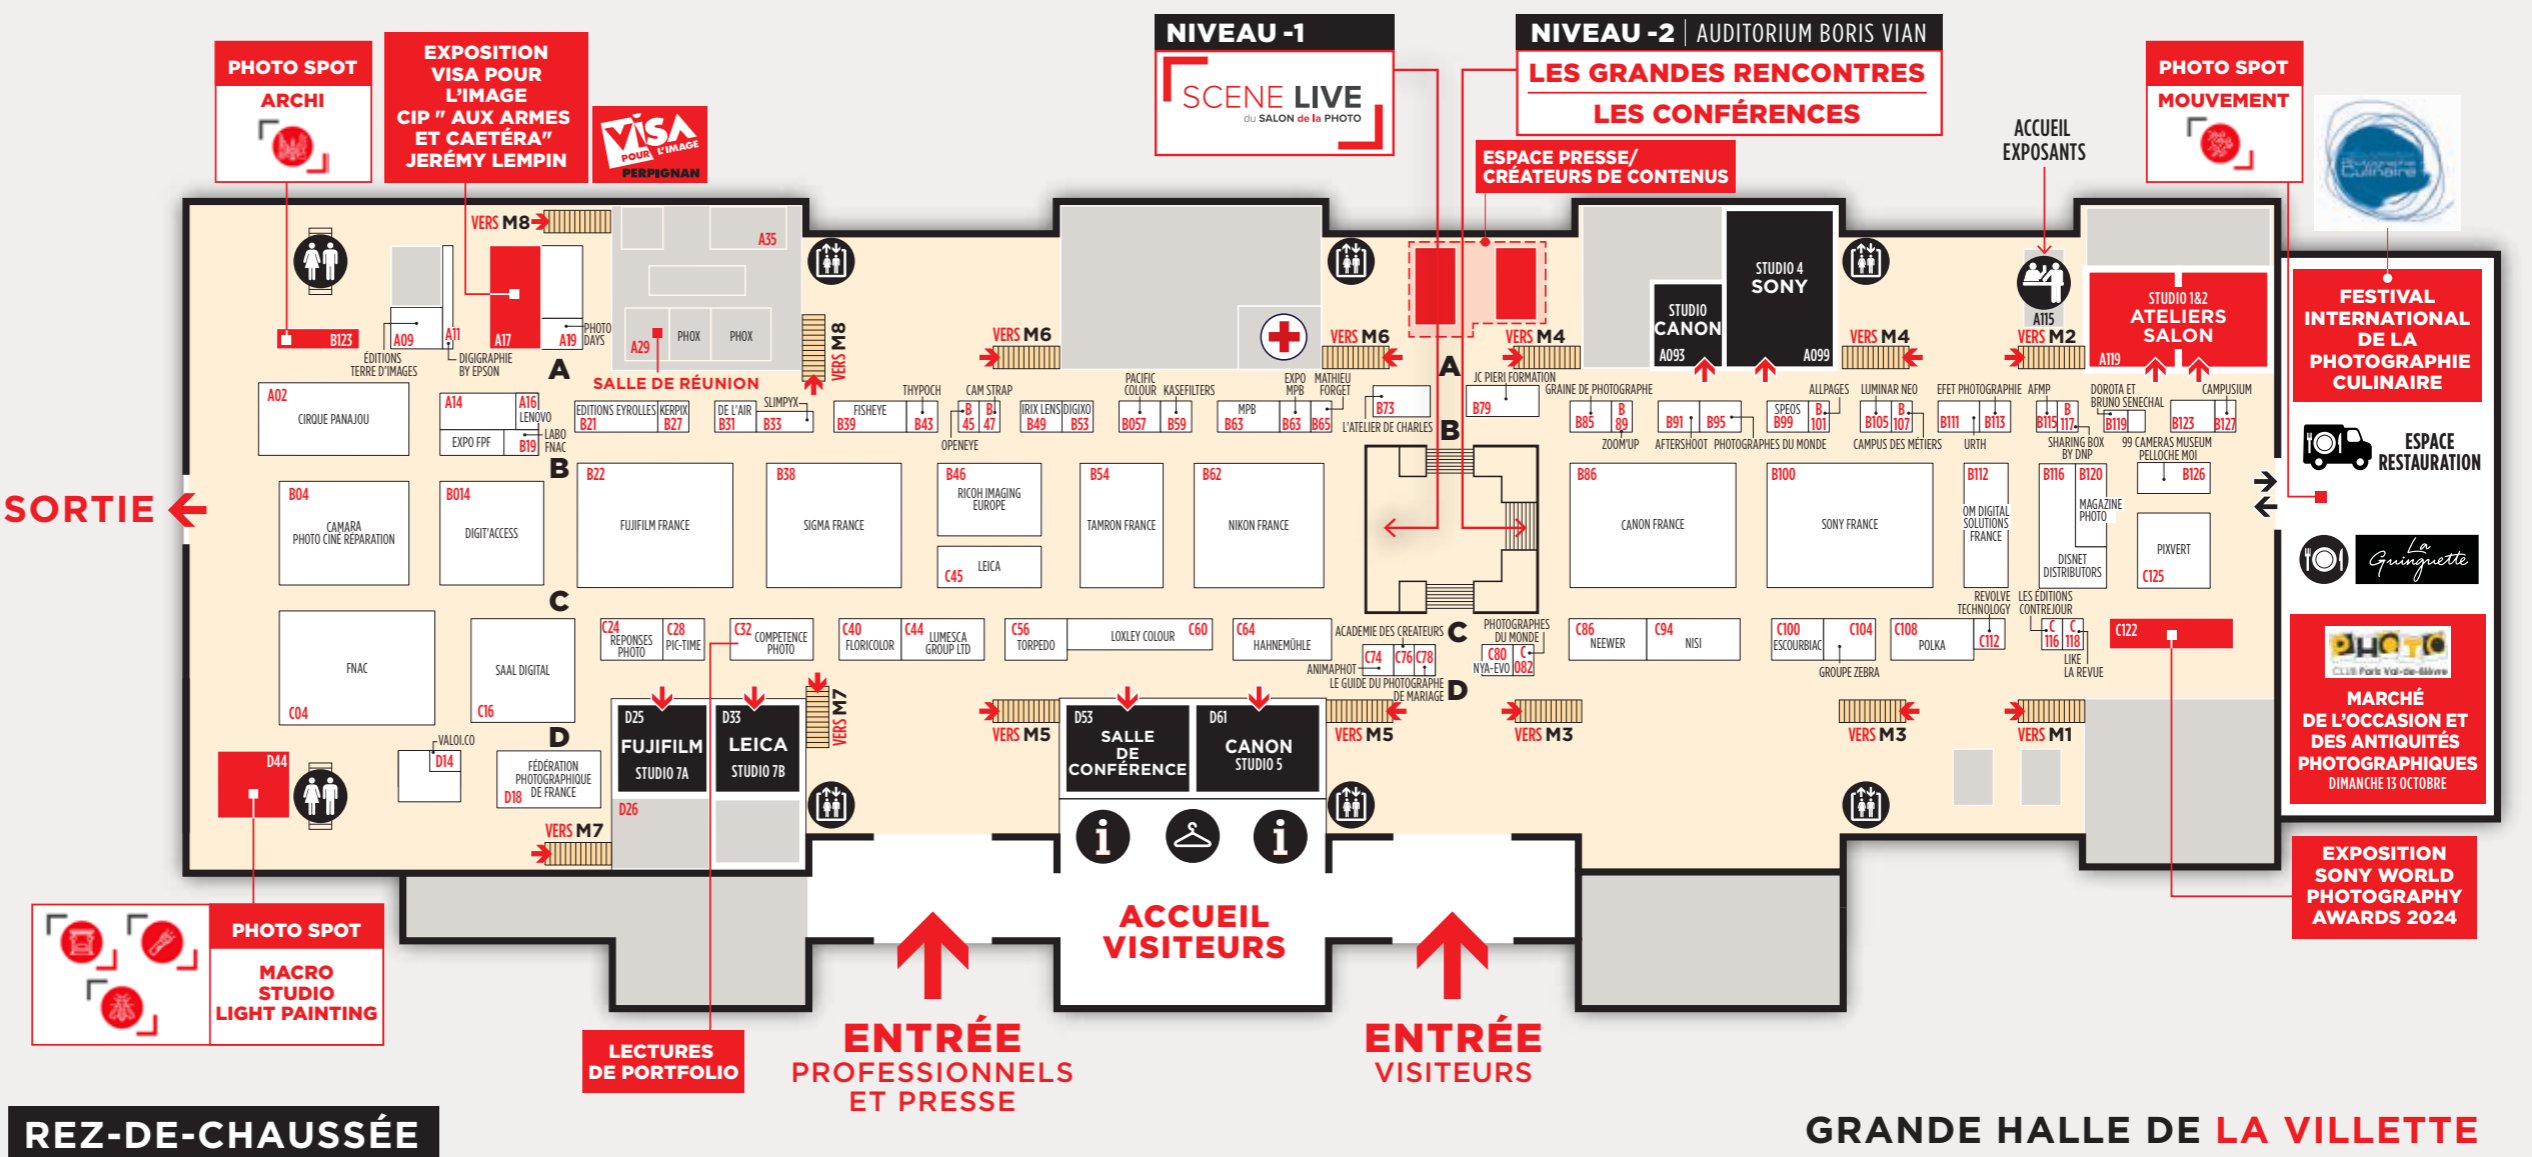 NIVEAU -1
SCENE LIVE
du SALON de la PHOTO
NIVEAU -2 | AUDITORIUM BORIS VIAN
LES GRANDES RENCONTRES
LES CONFÉRENCES
PHOTO SPOT
ARCHI
EXPOSITION
VISA POUR
L'IMAGE
CIP " AUX ARMES
ET CAETÉRA"
JERÉMY LEMPIN
VISA
POUR L'IMAGE
PERPIGNAN
ESPACE PRESSE/
CRÉATEURS DE CONTENUS
ACCUEIL
EXPOSANTS
PHOTO SPOT
MOUVEMENT
Culinaire
VERS M8
A35
B123
A09
ÉDITIONS
TERRE D'IMAGES
A11
DIGIGRAPHIE
BY EPSON
A17
A19
PHOTO
DAYS
A
A29
PHOX
PHOX
SALLE DE RÉUNION
VERS M8
VERS M6
VERS M6
VERS M4
STUDIO
CANON
A093
STUDIO 4
SONY
A099
VERS M4
A115
VERS M2
STUDIO 1&2
ATELIERS
SALON
A119
FESTIVAL
INTERNATIONAL
DE LA
PHOTOGRAPHIE
CULINAIRE
A02
CIRQUE PANAJOU
A14
A16
LENOVO
EXPO FPF
B19
LABO
FNAC
B
EDITIONS EYROLLES
B21
KERPIX
B27
DE L'AIR
B31
SLIMPYX
B33
FISHEYE
B39
THYPOCH
B43
CAM STRAP
B
45
B
47
OPENEYE
IRIX LENS
B49
DIGIXO
B53
PACIFIC
COLOUR
B057
KASEFILTERS
B59
MPB
B63
EXPO
MPB
B63
MATHIEU
FORGET
B65
B73
L'ATELIER DE CHARLES
A
B
JC PIERI FORMATION
B79
GRAINE DE PHOTOGRAPHE
B85
B
89
ZOOM'UP
B91
AFTERSHOOT
B95
PHOTOGRAPHES DU MONDE
SPEOS
B99
ALLPAGES
B
101
LUMINAR NEO
B105
B
107
CAMPUS DES MÉTIERS
EFET PHOTOGRAPHIE
B111
URTH
B113
AFMP
B115
B
117
SHARING BOX
BY DNP
DOROTA ET
BRUNO SENECHAL
B119
99 CAMERAS MUSEUM
PELLOCHE MOI
CAMPUSIUM
B123
B127
ESPACE
RESTAURATION
SORTIE
B04
CAMARA
PHOTO CINÉ RÉPARATION
B014
DIGIT'ACCESS
B22
FUJIFILM FRANCE
B38
SIGMA FRANCE
B46
RICOH IMAGING
EUROPE
C45
LEICA
B54
TAMRON FRANCE
B62
NIKON FRANCE
B86
CANON FRANCE
B100
SONY FRANCE
B112
OM DIGITAL
SOLUTIONS
FRANCE
B116
B120
MAGAZINE
PHOTO
DISNET
DISTRIBUTORS
B126
PIXVERT
C125
La
Guinguette
C
FNAC
C04
SAAL DIGITAL
C16
C24
REPONSES
PHOTO
C28
PIC-TIME
C32
COMPETENCE
PHOTO
C40
FLORICOLOR
C44
LUMESCA
GROUP LTD
C56
TORPEDO
LOXLEY COLOUR
C60
C64
HAHNEMÜHLE
ACADEMIE DES CREATEURS
C
C74
C76
C78
ANIMAPHOT
LE GUIDE DU PHOTOGRAPHE
DE MARIAGE
D
PHOTOGRAPHES
DU MONDE
C80
NYA-EVO
C
082
C86
NEEWER
C94
NISI
C100
ESCOURBIAC
C104
GROUPE ZEBRA
C108
POLKA
REVOLVE
TECHNOLOGY
C112
LES ÉDITIONS
CONTREJOUR
C
116
C
118
LIKE
LA REVUE
C122
PHOTO
CLUB Paris Val-de-Bièvre
MARCHÉ
DE L'OCCASION ET
DES ANTIQUITÉS
PHOTOGRAPHIQUES
DIMANCHE 13 OCTOBRE
D
D44
VALOI.CO
D14
FÉDÉRATION
PHOTOGRAPHIQUE
DE FRANCE
D18
D25
FUJIFILM
STUDIO 7A
D33
LEICA
STUDIO 7B
D26
VERS M7
VERS M7
VERS M5
D53
SALLE
DE
CONFÉRENCE
D61
CANON
STUDIO 5
VERS M5
VERS M3
VERS M3
VERS M1
i
i
EXPOSITION
SONY WORLD
PHOTOGRAPHY
AWARDS 2024
PHOTO SPOT
MACRO
STUDIO
LIGHT PAINTING
ACCUEIL
VISITEURS
LECTURES
DE PORTFOLIO
ENTRÉE
PROFESSIONNELS
ET PRESSE
ENTRÉE
VISITEURS
REZ-DE-CHAUSSÉE
GRANDE HALLE DE LA VILLETTE